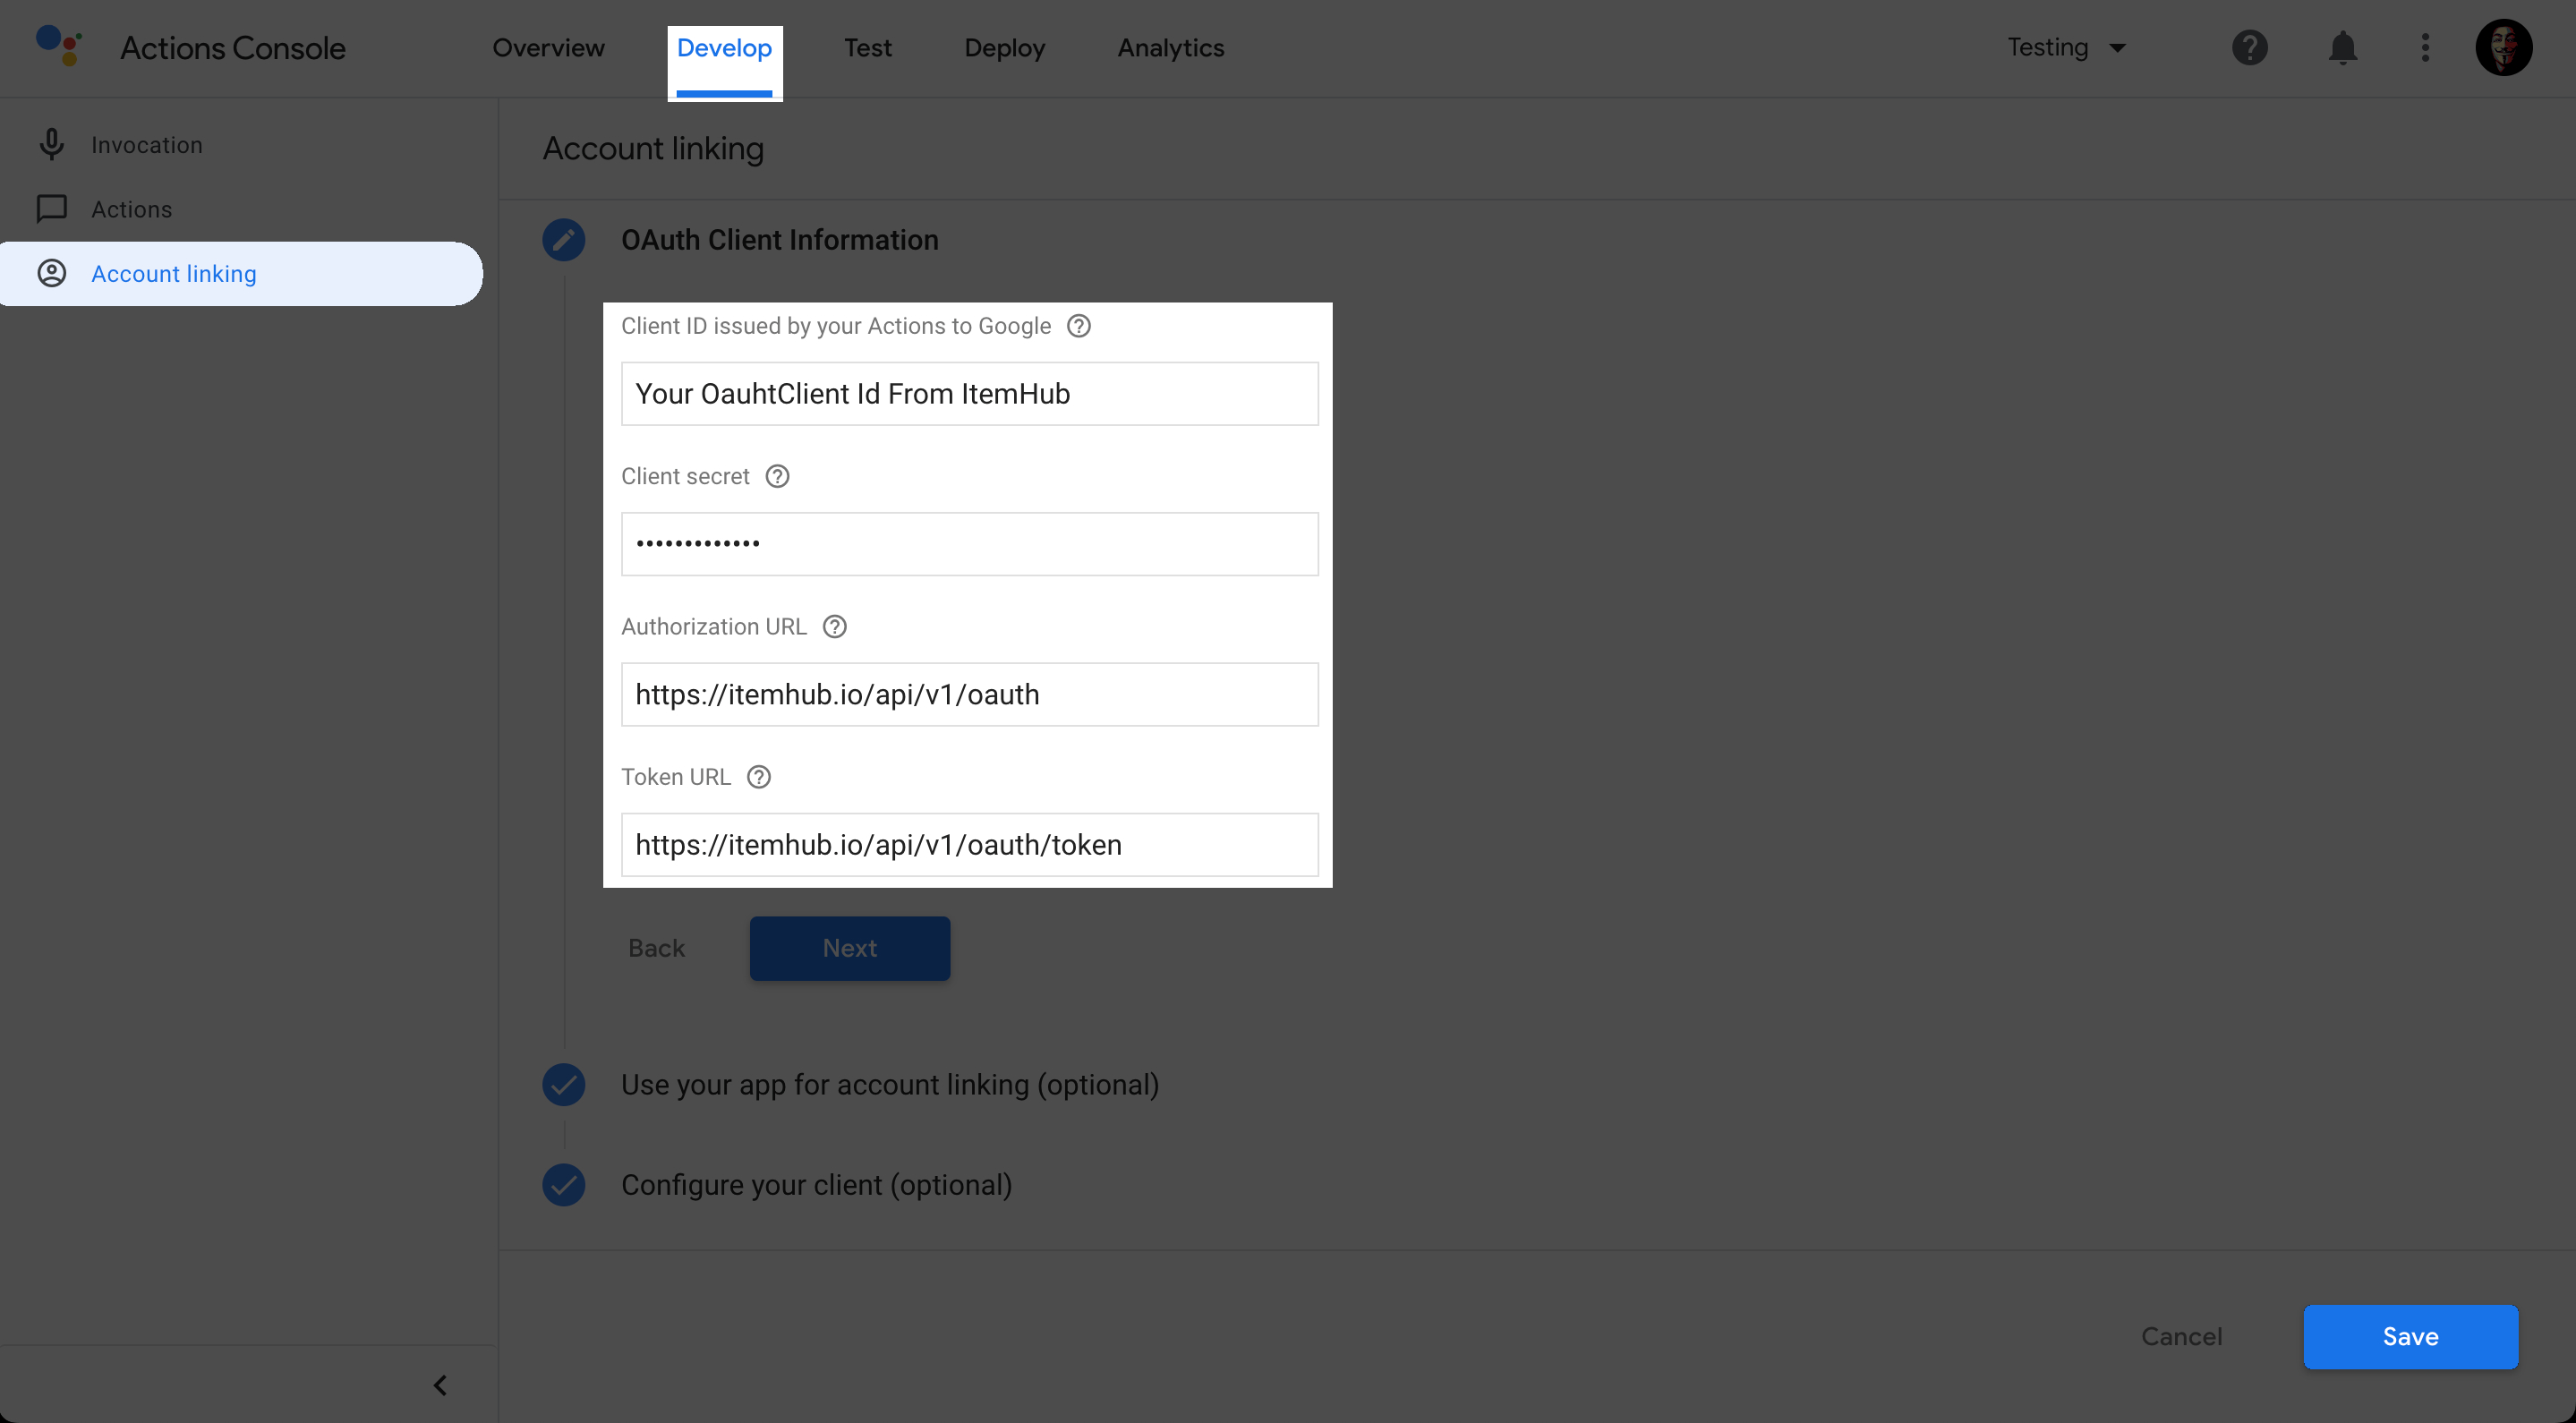 Actions Console
Overview
Develop
Test
Deploy
Analytics
Testing
Invocation
Actions
Account linking
Account linking
OAuth Client Information
Client ID issued by your Actions to Google
Your OauhtClient Id From ItemHub
Client secret
•••••••••••••
Authorization URL
https://itemhub.io/api/v1/oauth
Token URL
https://itemhub.io/api/v1/oauth/token
Back
Next
Use your app for account linking (optional)
Configure your client (optional)
Cancel
Save